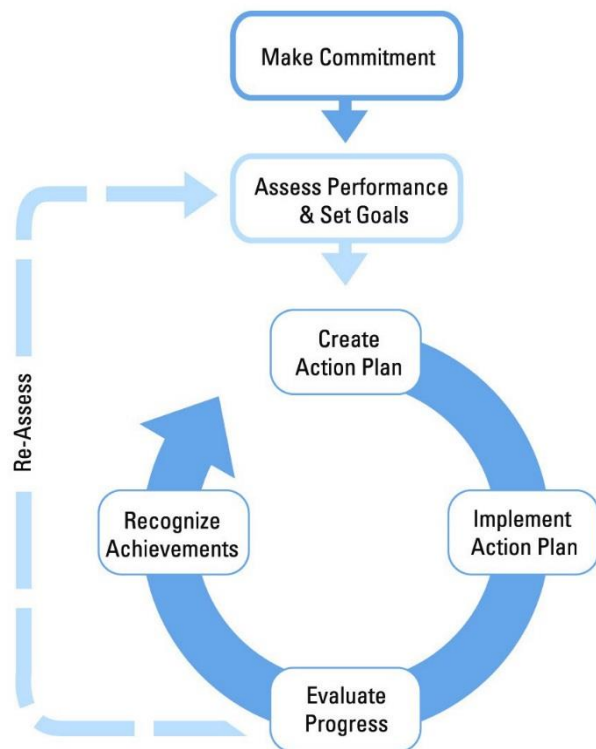 Make Commitment
Assess Performance
& Set Goals
Create
Action Plan
Re-Assess
Recognize
Achievements
Implement
Action Plan
Evaluate
Progress